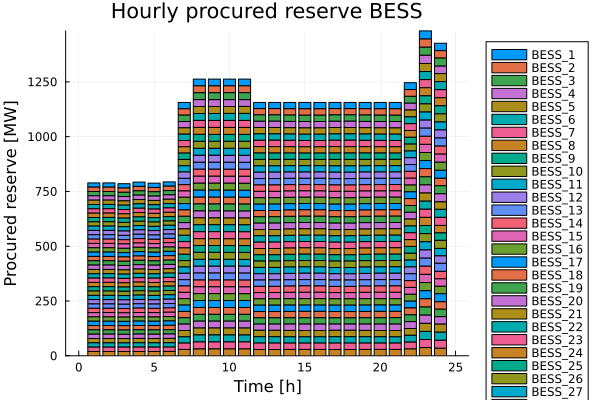 Hourly procured reserve BESS
Procured reserve [MW]
1250
1000
750
500
250
0
0 5 10 15 20 25
Time [h]
BESS_1
BESS_2
BESS_3
BESS_4
BESS_5
BESS_6
BESS_7
BESS_8
BESS_9
BESS_10
BESS_11
BESS_12
BESS_13
BESS_14
BESS_15
BESS_16
BESS_17
BESS_18
BESS_19
BESS_20
BESS_21
BESS_22
BESS_23
BESS_24
BESS_25
BESS_26
BESS_27